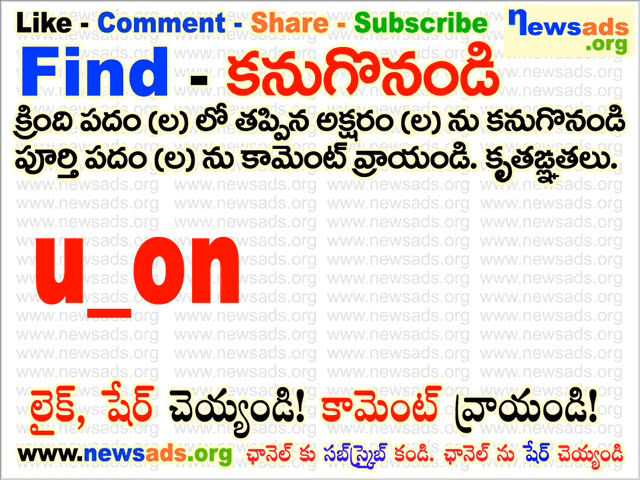 Like - Comment - Share - Subscribe
newsads
.org
Find - కనుగొనండి
క్రింది పదం (ల) లో తప్పిన అక్షరం (ల) ను కనుగొనండి
పూర్తి పదం (ల) ను కామెంట్ వ్రాయండి. కృతఙ్ఞతలు.
u_on
లైక్, షేర్ చెయ్యండి! కామెంట్ వ్రాయండి!
www.newsads.org ఛానెల్ కు సబ్‌స్క్రైబ్ కండి. ఛానెల్ ను షేర్ చెయ్యండి